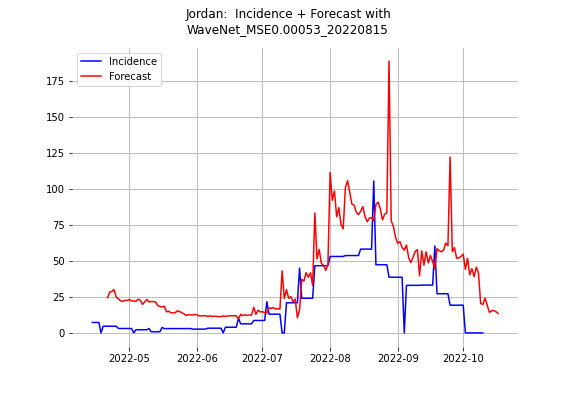 Jordan:  Incidence + Forecast with
WaveNet_MSE0.00053_20220815
Incidence
Forecast
175
150
125
100
75
50
25
0
2022-05 2022-06 2022-07 2022-08 2022-09 2022-10